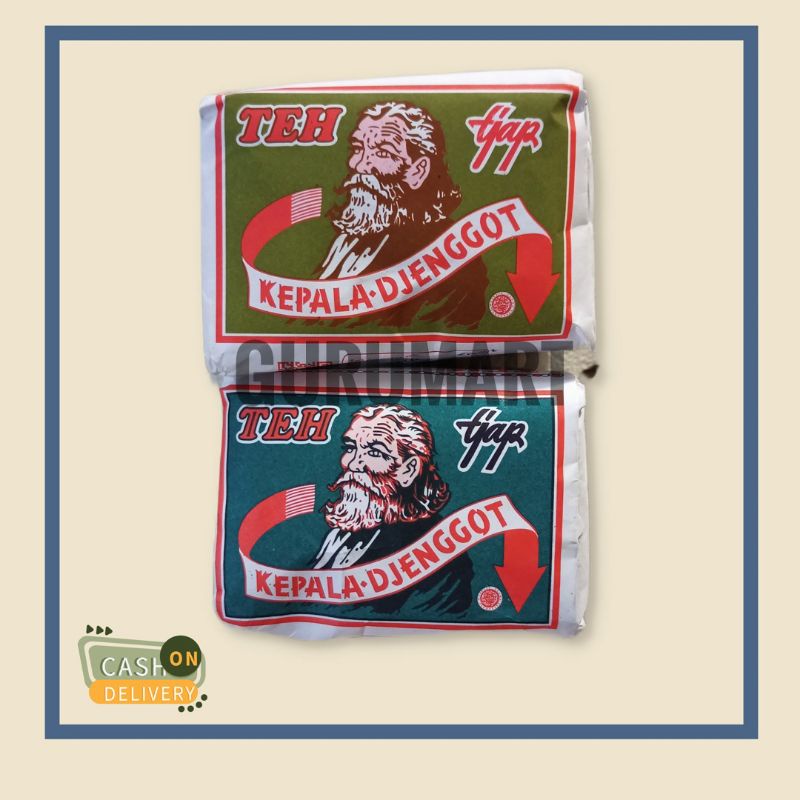 TEH tjap
KEPALA·DJENGGOT
GURUMART
TEH tjap
KEPALA·DJENGGOT
CASH ON
DELIVERY